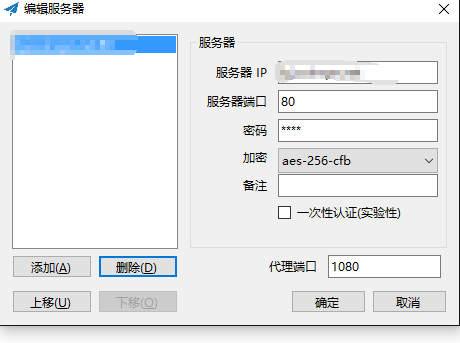 编辑服务器
服务器
服务器 IP
服务器端口 80
密码 ****
加密 aes-256-cfb
备注
一次性认证(实验性)
添加(A) 删除(D) 代理端口 1080
上移(U) 下移(O) 确定 取消